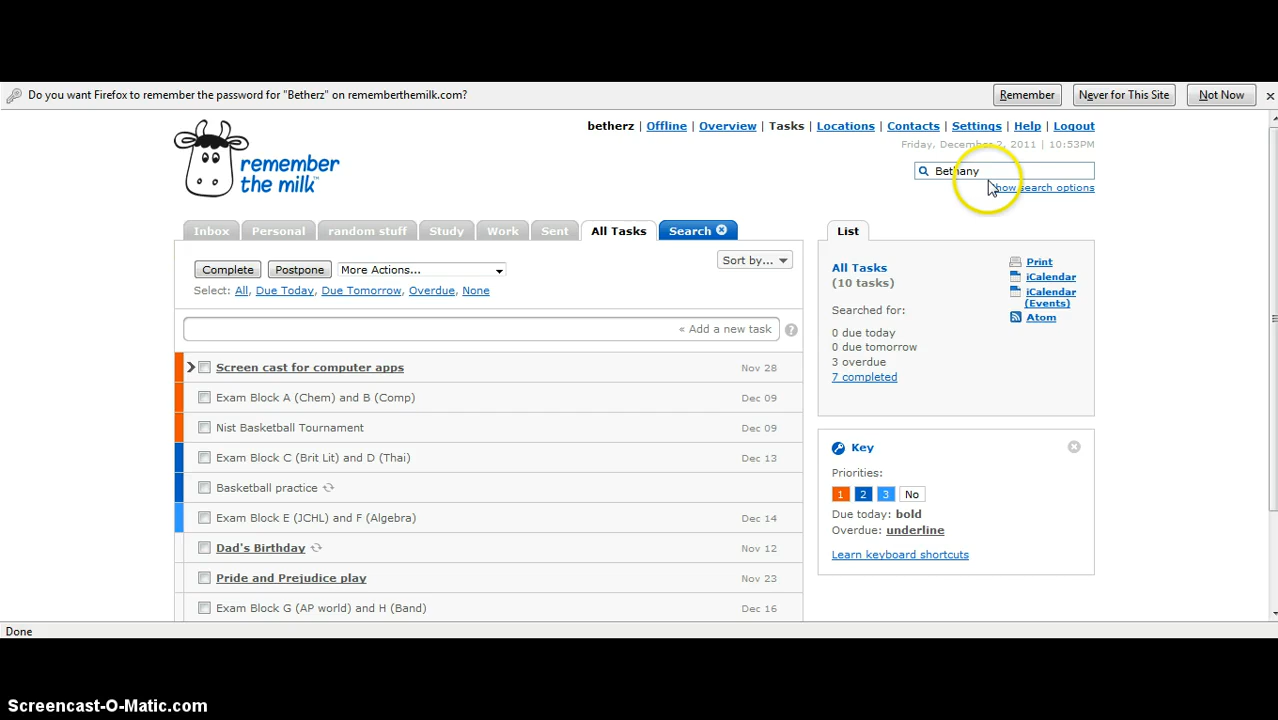 Do you want Firefox to remember the password for "Betherz" on rememberthemilk.com? Remember Never for This Site Not Now
betherz Offline Overview Tasks Locations Contacts Settings Help Logout
Friday, December 2, 2011 | 10:53PM
remember
the milk™
Bethany
show search options
Inbox Personal random stuff Study Work Sent All Tasks Search
List
Complete Postpone More Actions... Sort by...
Select: All, Due Today, Due Tomorrow, Overdue, None
« Add a new task ?
Screen cast for computer apps Nov 28
Exam Block A (Chem) and B (Comp) Dec 09
Nist Basketball Tournament Dec 09
Exam Block C (Brit Lit) and D (Thai) Dec 13
Basketball practice
Exam Block E (JCHL) and F (Algebra) Dec 14
Dad's Birthday Nov 12
Pride and Prejudice play Nov 23
Exam Block G (AP world) and H (Band) Dec 16
All Tasks
(10 tasks)
Searched for:
0 due today
0 due tomorrow
3 overdue
7 completed
Print
iCalendar
iCalendar
(Events)
Atom
Key
Priorities:
1 2 3 No
Due today: bold
Overdue: underline
Learn keyboard shortcuts
Done
Screencast-O-Matic.com